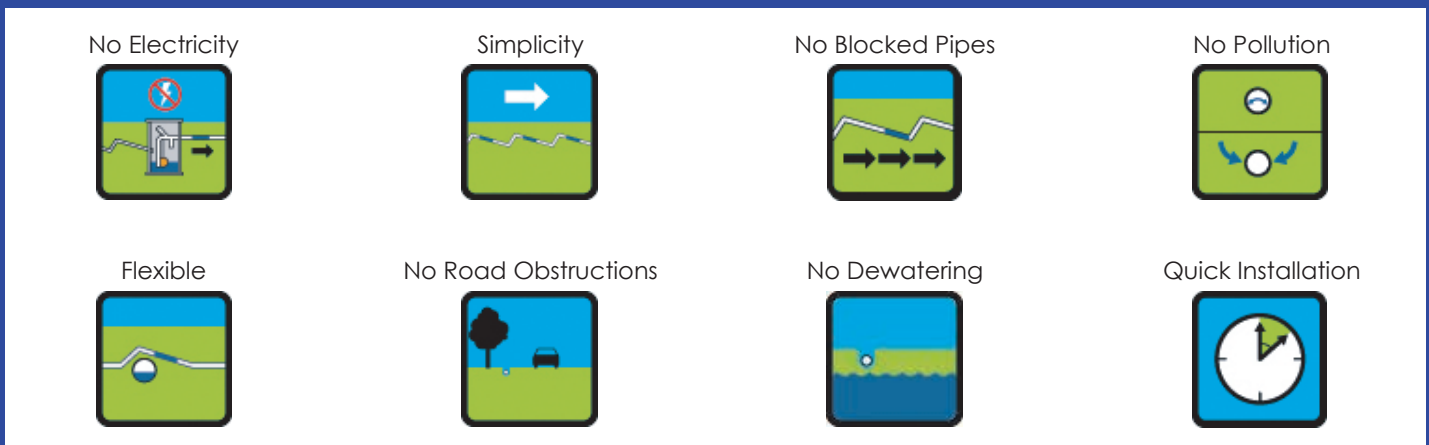 No Electricity
Simplicity
No Blocked Pipes
No Pollution
Flexible
No Road Obstructions
No Dewatering
Quick Installation